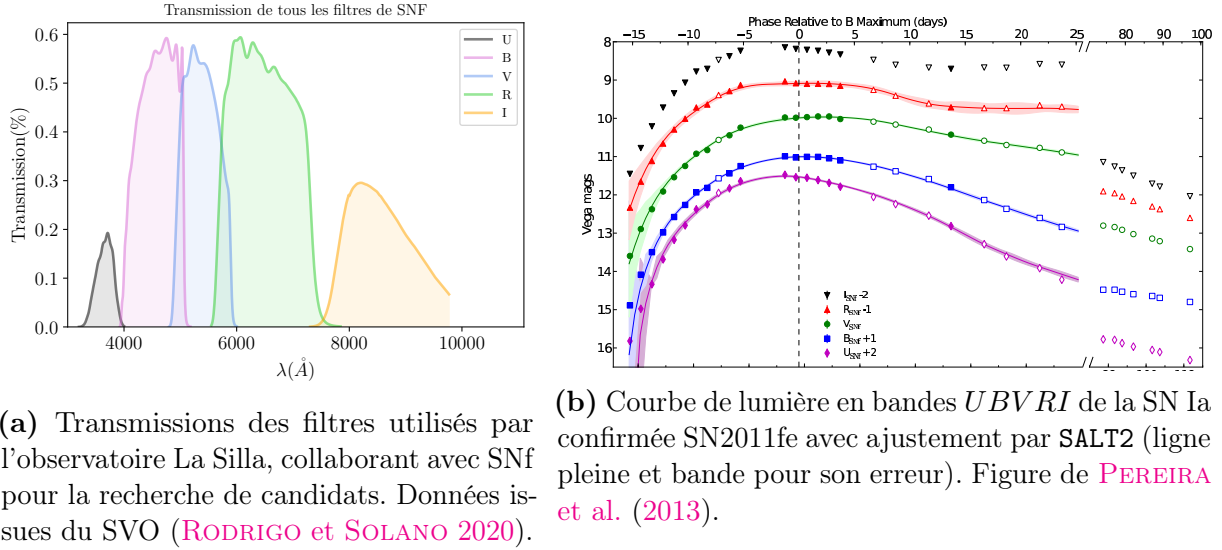 Transmission de tous les filtres de SNF
Transmission(%)
0.6
0.5
0.4
0.3
0.2
0.1
0.0
4000 6000 8000 10000
λ(Å)
U
B
V
R
I
Phase Relative to B Maximum (days)
−15 −10 −5 0 5 10 15 20 25 75 80 85 90 95 100
Vega mags
8
9
10
11
12
13
14
15
16
I_SNf-2
R_SNf-1
V_SNf
B_SNf+1
U_SNf+2
(a) Transmissions des filtres utilisés par
l'observatoire La Silla, collaborant avec SNf
pour la recherche de candidats. Données is-
sues du SVO (RODRIGO et SOLANO 2020).
(b) Courbe de lumière en bandes UBVRI de la SN Ia
confirmée SN2011fe avec ajustement par SALT2 (ligne
pleine et bande pour son erreur). Figure de PEREIRA
et al. (2013).